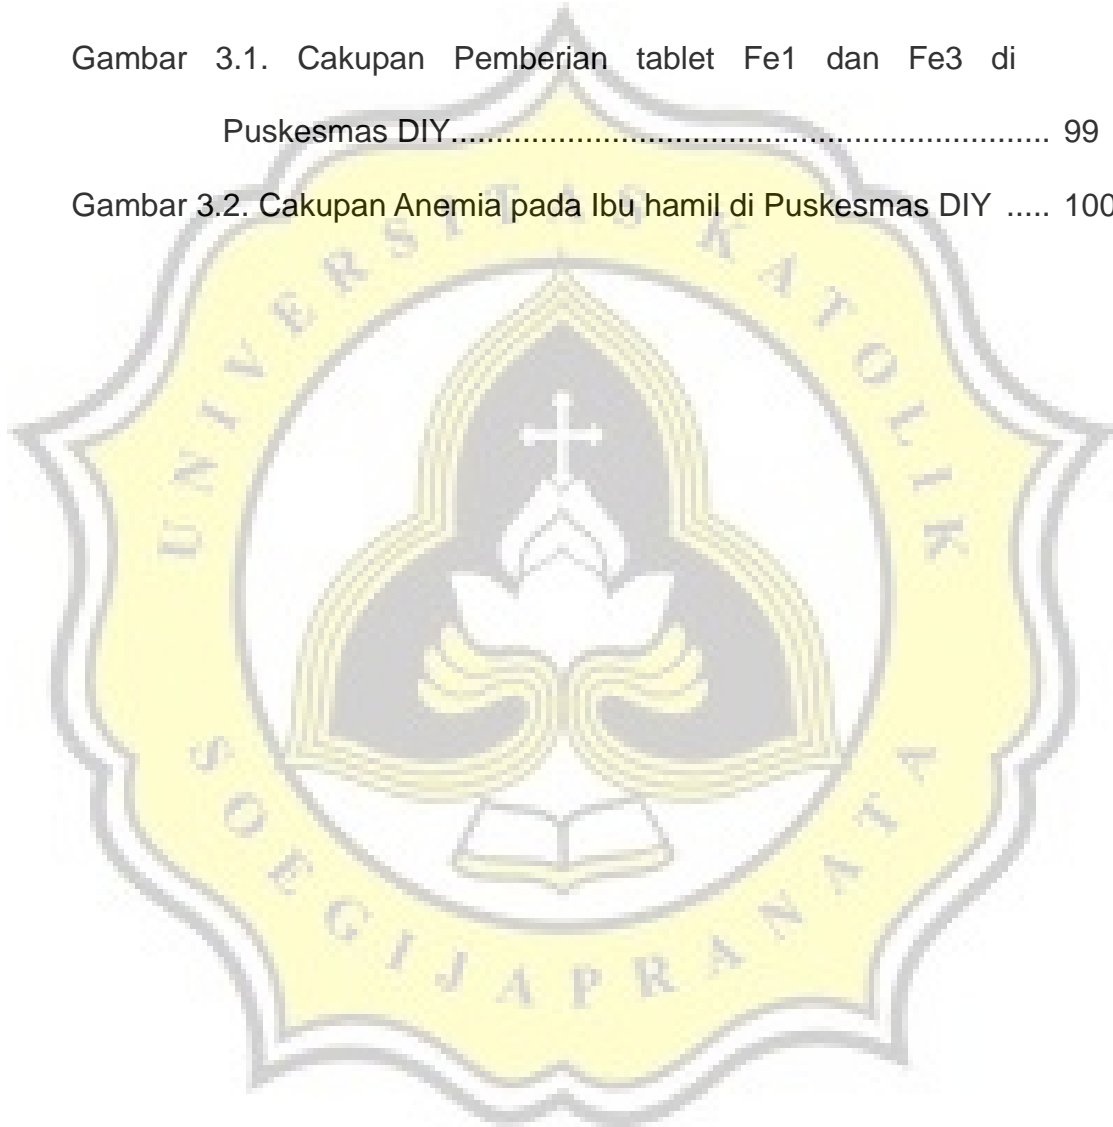 Gambar 3.1. Cakupan Pemberian tablet Fe1 dan Fe3 di
Puskesmas DIY................................................................... 99
Gambar 3.2. Cakupan Anemia pada Ibu hamil di Puskesmas DIY ..... 100
UNIVERSITAS KATOLIK
SOEGIJAPRANATA